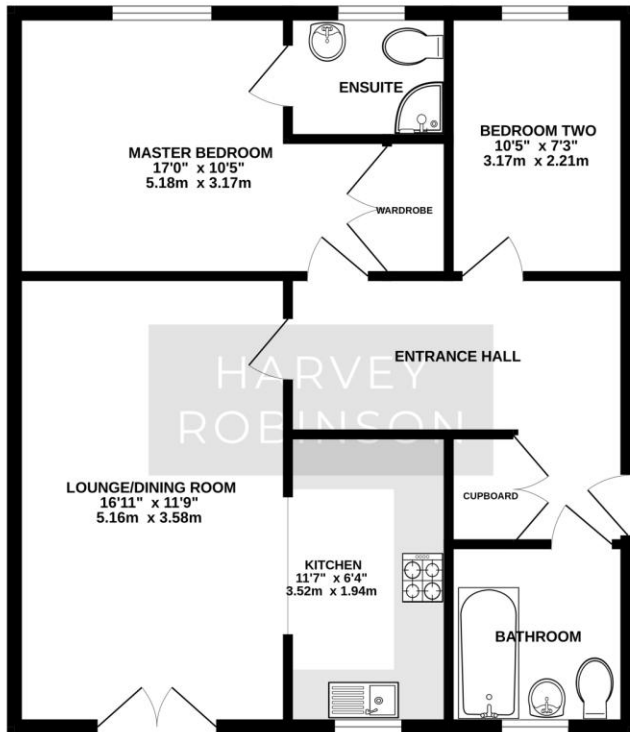 ENSUITE
MASTER BEDROOM
17'0" x 10'5"
5.18m x 3.17m
BEDROOM TWO
10'5" x 7'3"
3.17m x 2.21m
WARDROBE
ENTRANCE HALL
HARVEY
ROBINSON
LOUNGE/DINING ROOM
16'11" x 11'9"
5.16m x 3.58m
CUPBOARD
KITCHEN
11'7" x 6'4"
3.52m x 1.94m
BATHROOM